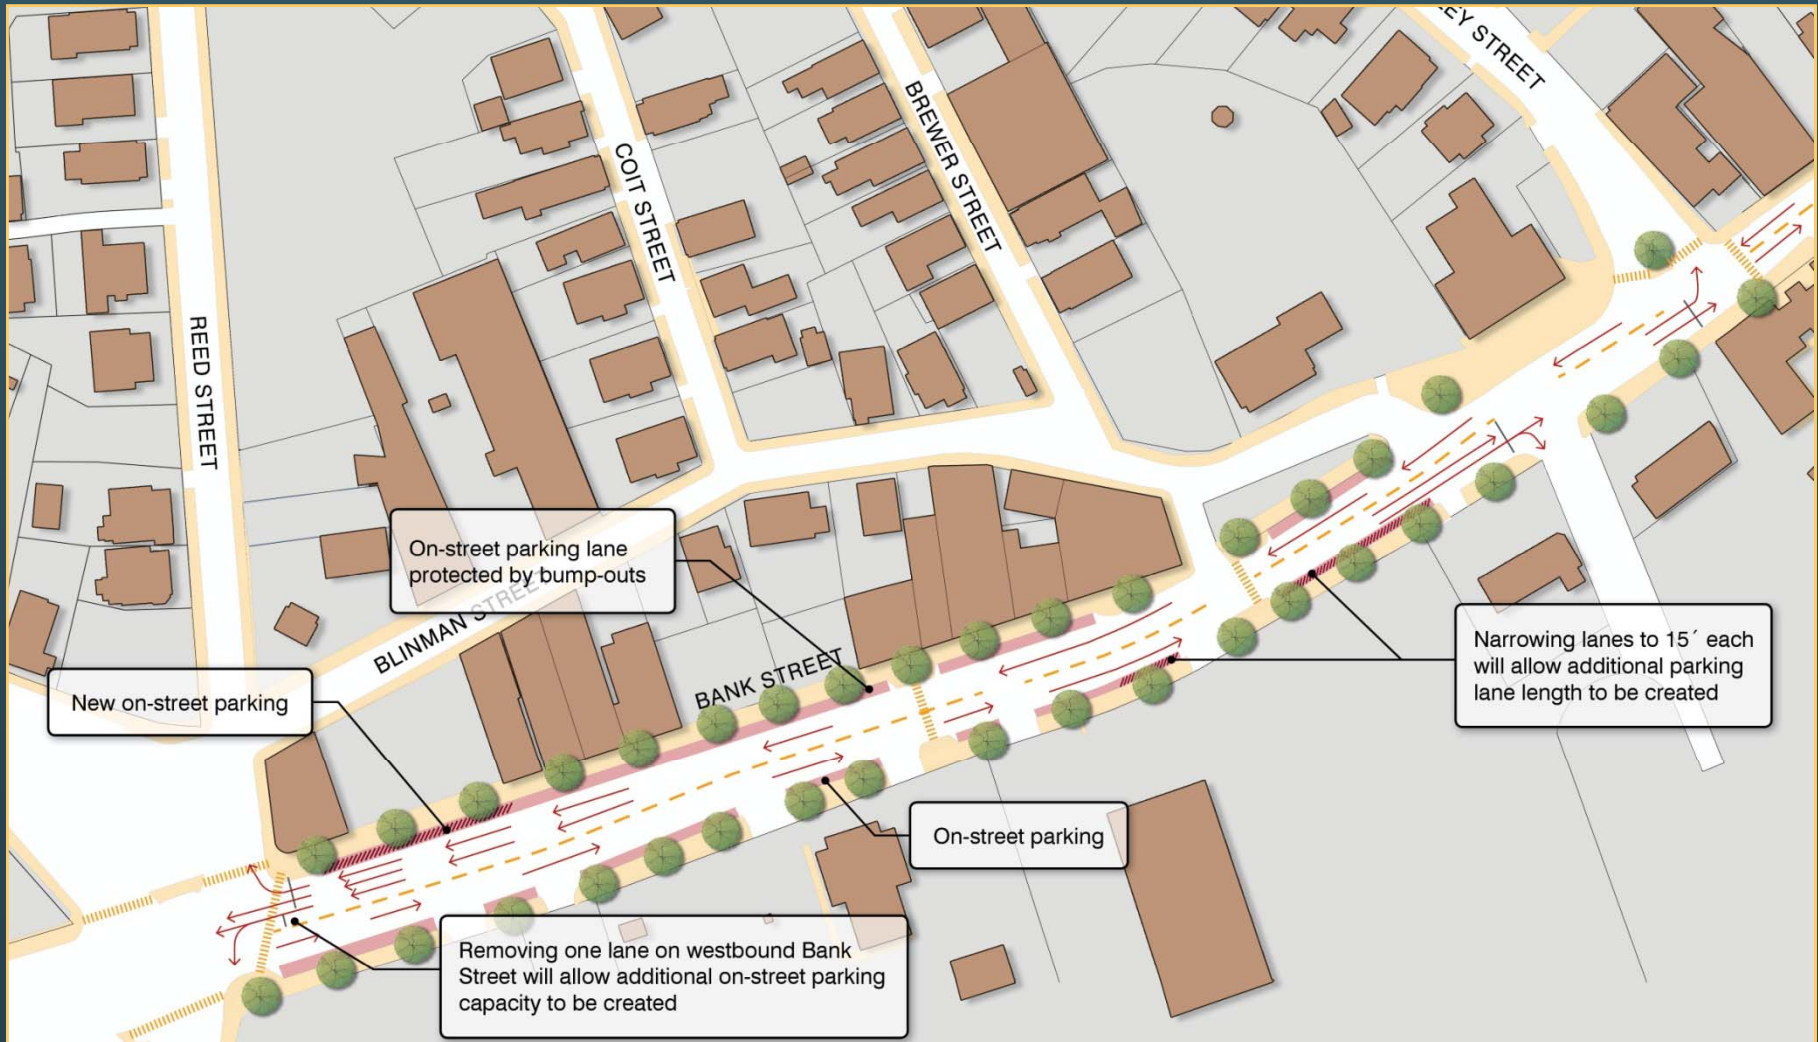 EY STREET
BREWER STREET
COIT STREET
REED STREET
On-street parking lane
protected by bump-outs
BLINMAN STREET
BANK STREET
New on-street parking
Narrowing lanes to 15′ each
will allow additional parking
lane length to be created
On-street parking
Removing one lane on westbound Bank
Street will allow additional on-street parking
capacity to be created